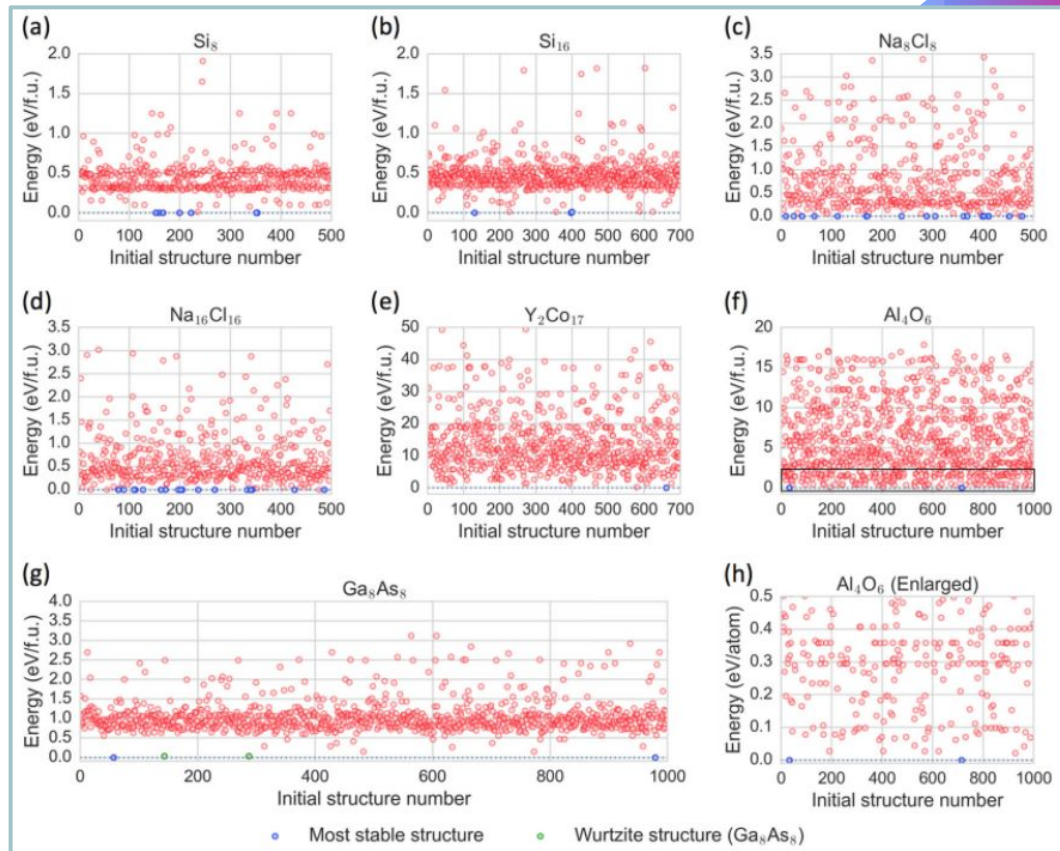 (a)
Si₈
Energy (eV/f.u.)
2.0
1.5
1.0
0.5
0.0
0 100 200 300 400 500
Initial structure number
(b)
Si₁₆
Energy (eV/f.u.)
2.0
1.5
1.0
0.5
0.0
0 100 200 300 400 500 600 700
Initial structure number
(c)
Na₈Cl₈
Energy (eV/f.u.)
3.5
3.0
2.5
2.0
1.5
1.0
0.5
0.0
0 100 200 300 400 500
Initial structure number
(d)
Na₁₆Cl₁₆
Energy (eV/f.u.)
3.5
3.0
2.5
2.0
1.5
1.0
0.5
0.0
0 100 200 300 400 500
Initial structure number
(e)
Y₂Co₁₇
Energy (eV/f.u.)
50
40
30
20
10
0
0 100 200 300 400 500 600 700
Initial structure number
(f)
Al₄O₆
Energy (eV/f.u.)
20
15
10
5
0
0 200 400 600 800 1000
Initial structure number
(g)
Ga₈As₈
Energy (eV/f.u.)
4.0
3.5
3.0
2.5
2.0
1.5
1.0
0.5
0.0
0 200 400 600 800 1000
Initial structure number
(h)
Al₄O₆ (Enlarged)
Energy (eV/atom)
0.5
0.4
0.3
0.2
0.1
0.0
0 200 400 600 800 1000
Initial structure number
Most stable structure
Wurtzite structure (Ga₈As₈)